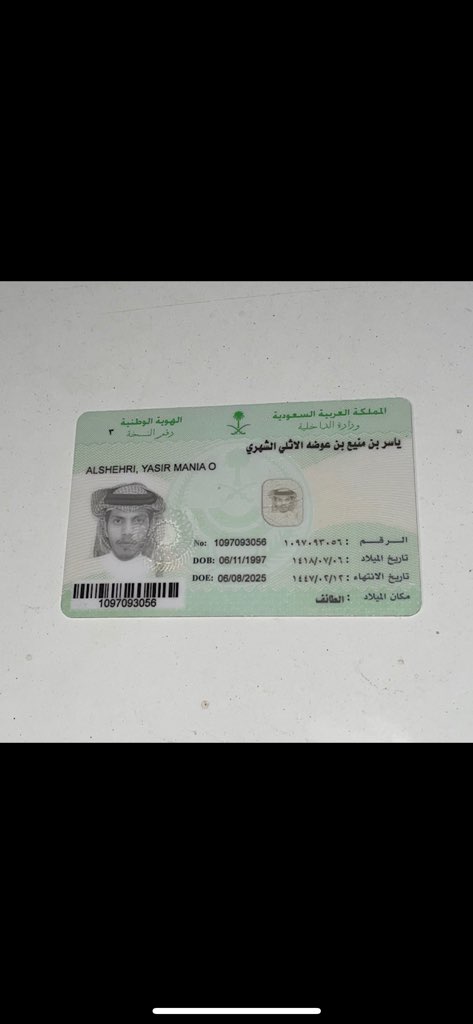 المملكة العربية السعودية
وزارة الداخلية
الهوية الوطنية
رقم النسخة ٣
ياسر بن منيع بن عوضه الاثلي الشهري
ALSHEHRI, YASIR MANIA O
الرقم : ١٠٩٧٠٩٣٠٥٦ No: 1097093056
تاريخ الميلاد : ١٤١٨/٠٧/٠٦ DOB: 06/11/1997
تاريخ الانتهاء : ١٤٤٧/٠٢/١٢ DOE: 06/08/2025
مكان الميلاد : الطائف
1097093056